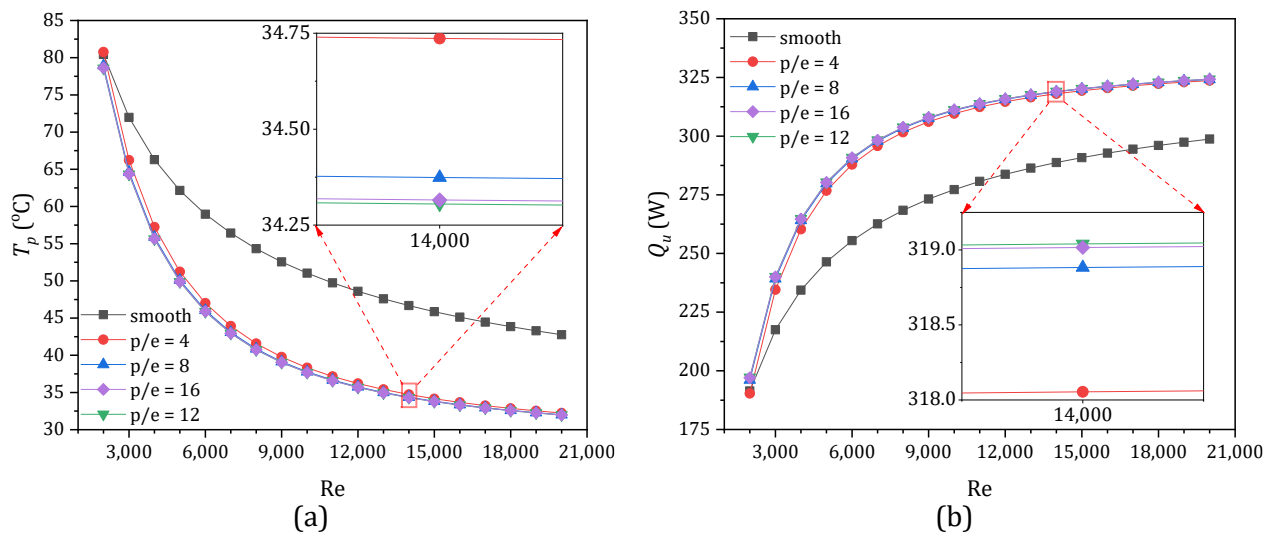 85
80
75
70
65
60
55
50
45
40
35
30
T_p (°C)
34.75
34.50
34.25
14,000
smooth
p/e = 4
p/e = 8
p/e = 16
p/e = 12
3,000 6,000 9,000 12,000 15,000 18,000 21,000
Re
(a)
350
325
300
275
250
225
200
175
Q_u (W)
smooth
p/e = 4
p/e = 8
p/e = 16
p/e = 12
319.0
318.5
318.0
14,000
3,000 6,000 9,000 12,000 15,000 18,000 21,000
Re
(b)